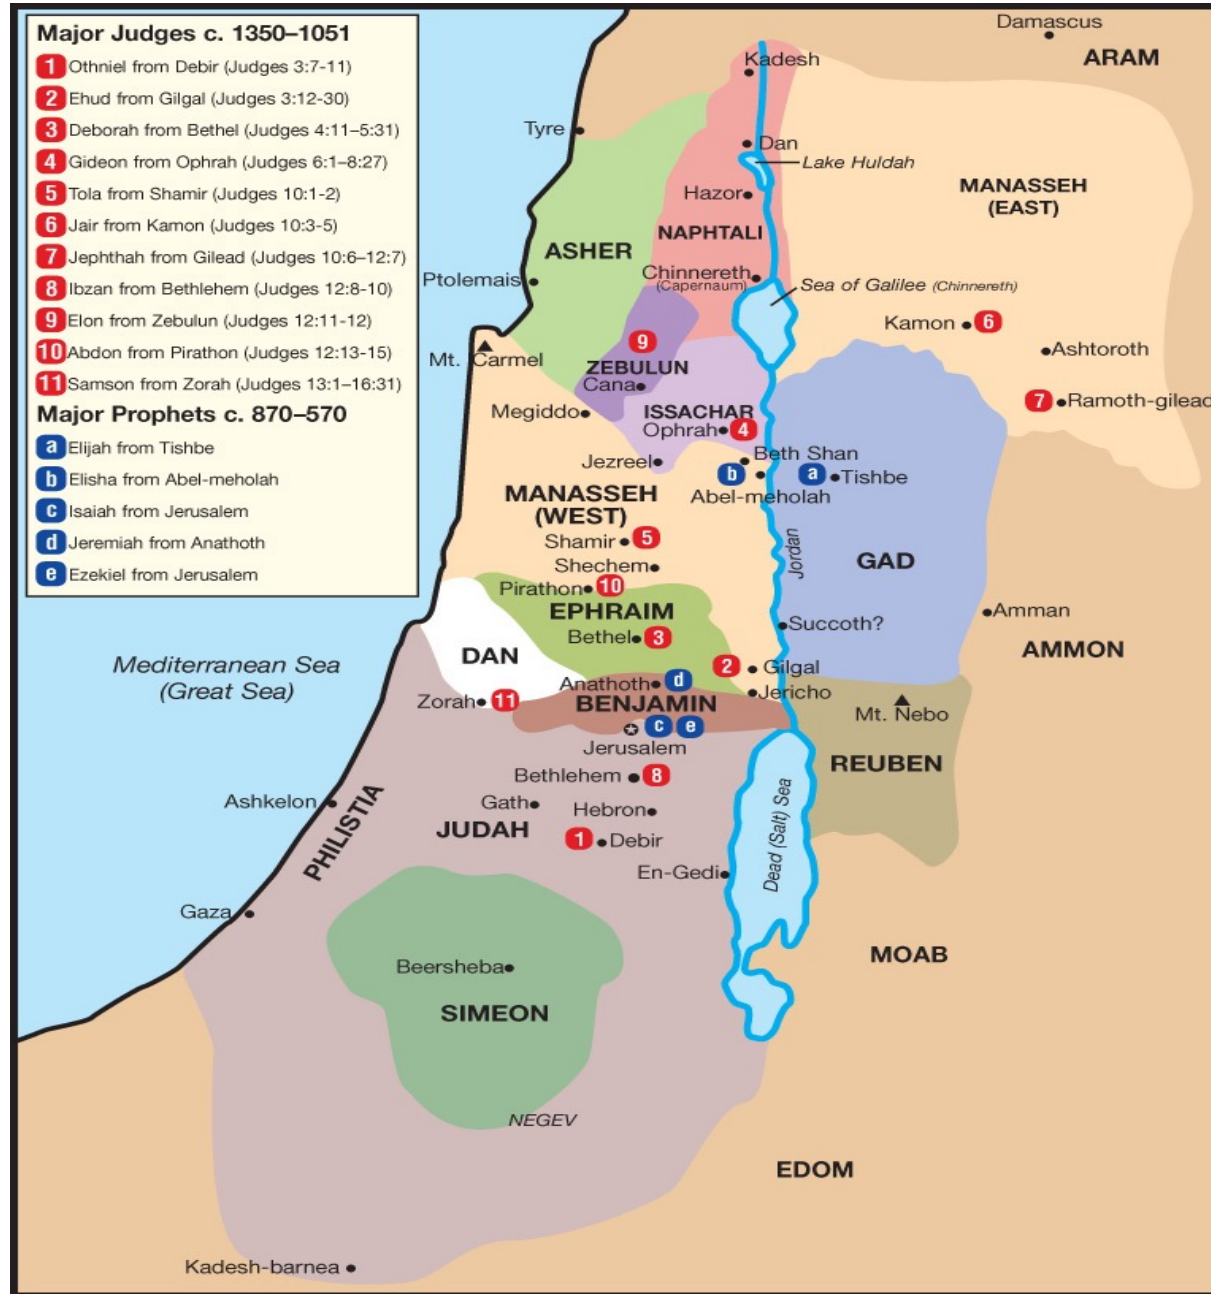 Major Judges c. 1350–1051
1 Othniel from Debir (Judges 3:7-11)
2 Ehud from Gilgal (Judges 3:12-30)
3 Deborah from Bethel (Judges 4:11–5:31)
4 Gideon from Ophrah (Judges 6:1–8:27)
5 Tola from Shamir (Judges 10:1-2)
6 Jair from Kamon (Judges 10:3-5)
7 Jephthah from Gilead (Judges 10:6–12:7)
8 Ibzan from Bethlehem (Judges 12:8-10)
9 Elon from Zebulun (Judges 12:11-12)
10 Abdon from Pirathon (Judges 12:13-15)
11 Samson from Zorah (Judges 13:1–16:31)
Major Prophets c. 870–570
a Elijah from Tishbe
b Elisha from Abel-meholah
c Isaiah from Jerusalem
d Jeremiah from Anathoth
e Ezekiel from Jerusalem
Damascus
ARAM
Kadesh
Tyre
Dan
Lake Huldah
Hazor
MANASSEH
(EAST)
NAPHTALI
ASHER
Ptolemais
Chinnereth
(Capernaum)
Sea of Galilee (Chinnereth)
Kamon 6
9
Ashtoroth
Mt. Carmel
ZEBULUN
Cana
7 Ramoth-gilead
Megiddo
ISSACHAR
Ophrah 4
Beth Shan
Jezreel
b
a Tishbe
Abel-meholah
MANASSEH
(WEST)
Shamir 5
Jordan
GAD
Shechem
Pirathon 10
EPHRAIM
Amman
Succoth?
Bethel 3
AMMON
DAN
Mediterranean Sea
(Great Sea)
2 Gilgal
Anathoth d
Jericho
Zorah 11
BENJAMIN
Mt. Nebo
c e
Jerusalem
REUBEN
Bethlehem 8
Ashkelon
Gath
Hebron
PHILISTIA
JUDAH
1 Debir
Dead (Salt) Sea
En-Gedi
Gaza
MOAB
Beersheba
SIMEON
NEGEV
EDOM
Kadesh-barnea